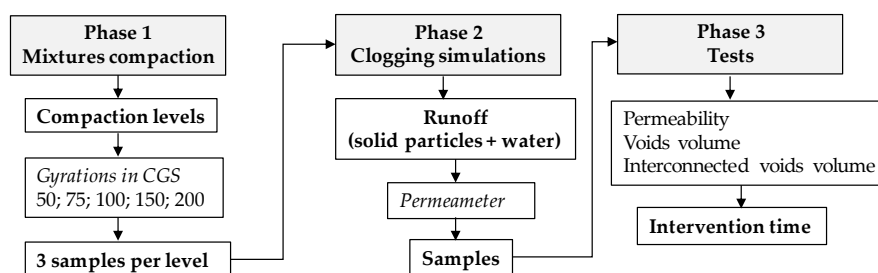 Phase 1
Mixtures compaction
Compaction levels
Gyrations in CGS
50; 75; 100; 150; 200
3 samples per level
Phase 2
Clogging simulations
Runoff
(solid particles + water)
Permeameter
Samples
Phase 3
Tests
Permeability
Voids volume
Interconnected voids volume
Intervention time